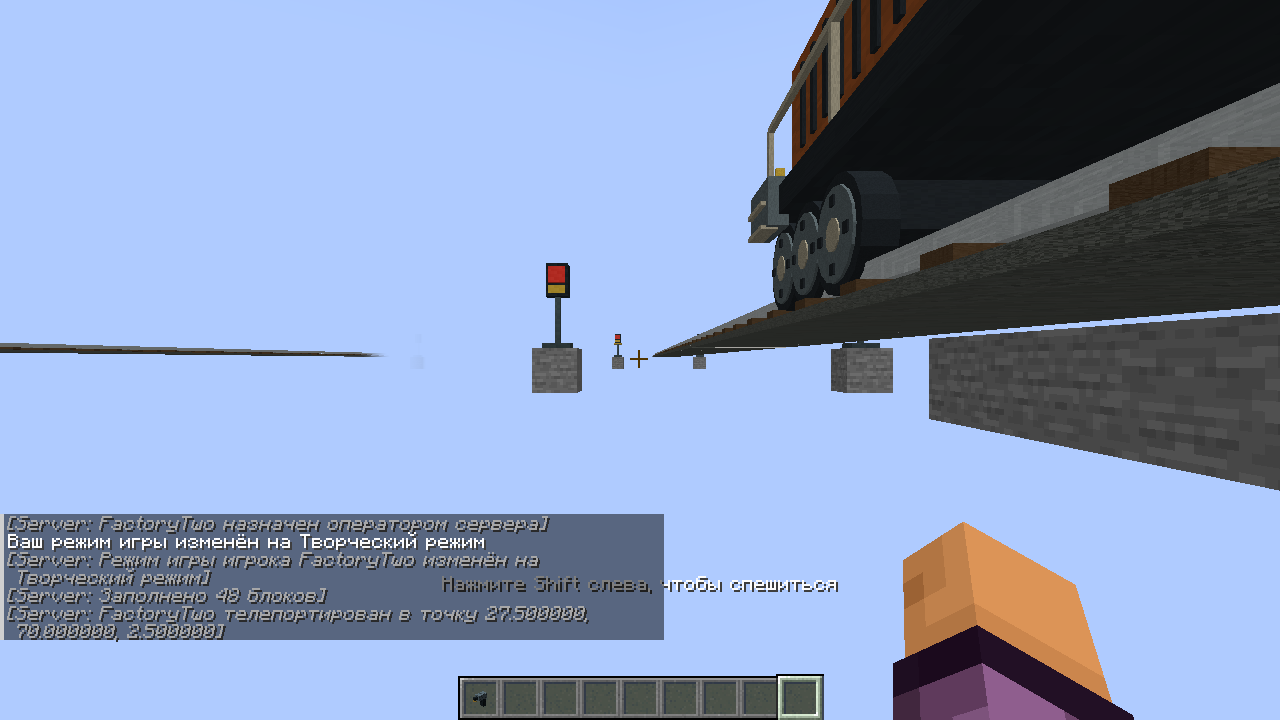 [Server: FactoryTwo назначен оператором сервера]
Ваш режим игры изменён на Творческий режим
[Server: Режим игры игрока FactoryTwo изменён на
Творческий режим]
[Server: Заполнено 48 блоков]
[Server: FactoryTwo телепортирован в точку 27.500000,
70.000000, 2.500000]
Нажмите Shift слева, чтобы спешиться